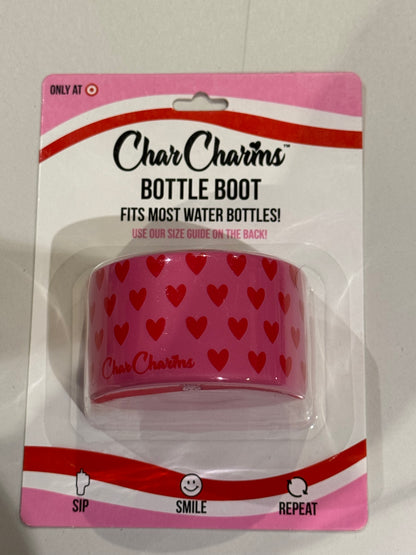 ONLY AT
CharCharms™
BOTTLE BOOT
FITS MOST WATER BOTTLES!
USE OUR SIZE GUIDE ON THE BACK!
CharCharms
SIP
SMILE
REPEAT